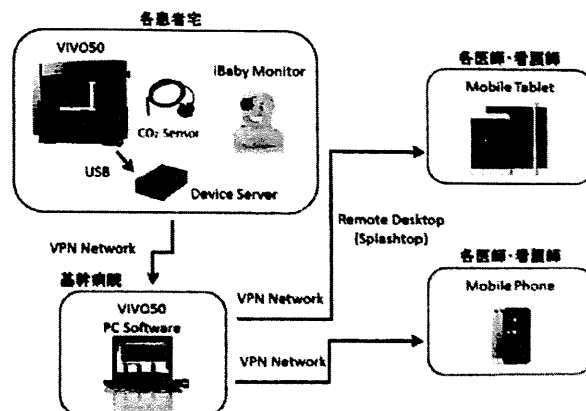 各患者宅
VIVO50
iBaby Monitor
CO₂ Sensor
USB
Device Server
VPN Network
基幹病院
VIVO50
PC Software
VPN Network
VPN Network
Remote Desktop
(Splashtop)
各医師・看護師
Mobile Tablet
各医師・看護師
Mobile Phone